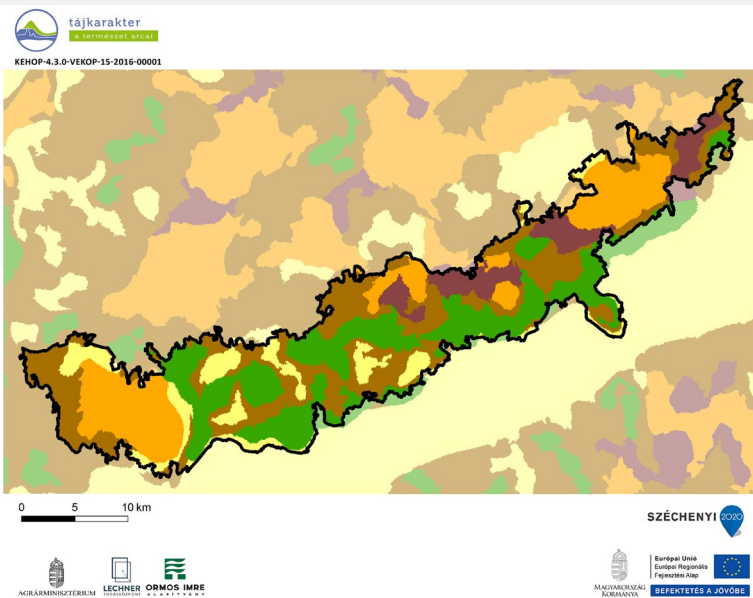 tájkarakter
a természet arcai
KEHOP-4.3.0-VEKOP-15-2016-00001
0 5 10 km
SZÉCHENYI 2020
AGRÁRMINISZTÉRIUM
LECHNER
TUDÁSKÖZPONT
ORMOS IMRE
ALAPÍTVÁNY
MAGYARORSZÁG
KORMÁNYA
Európai Unió
Európai Regionális
Fejlesztési Alap
BEFEKTETÉS A JÖVŐBE